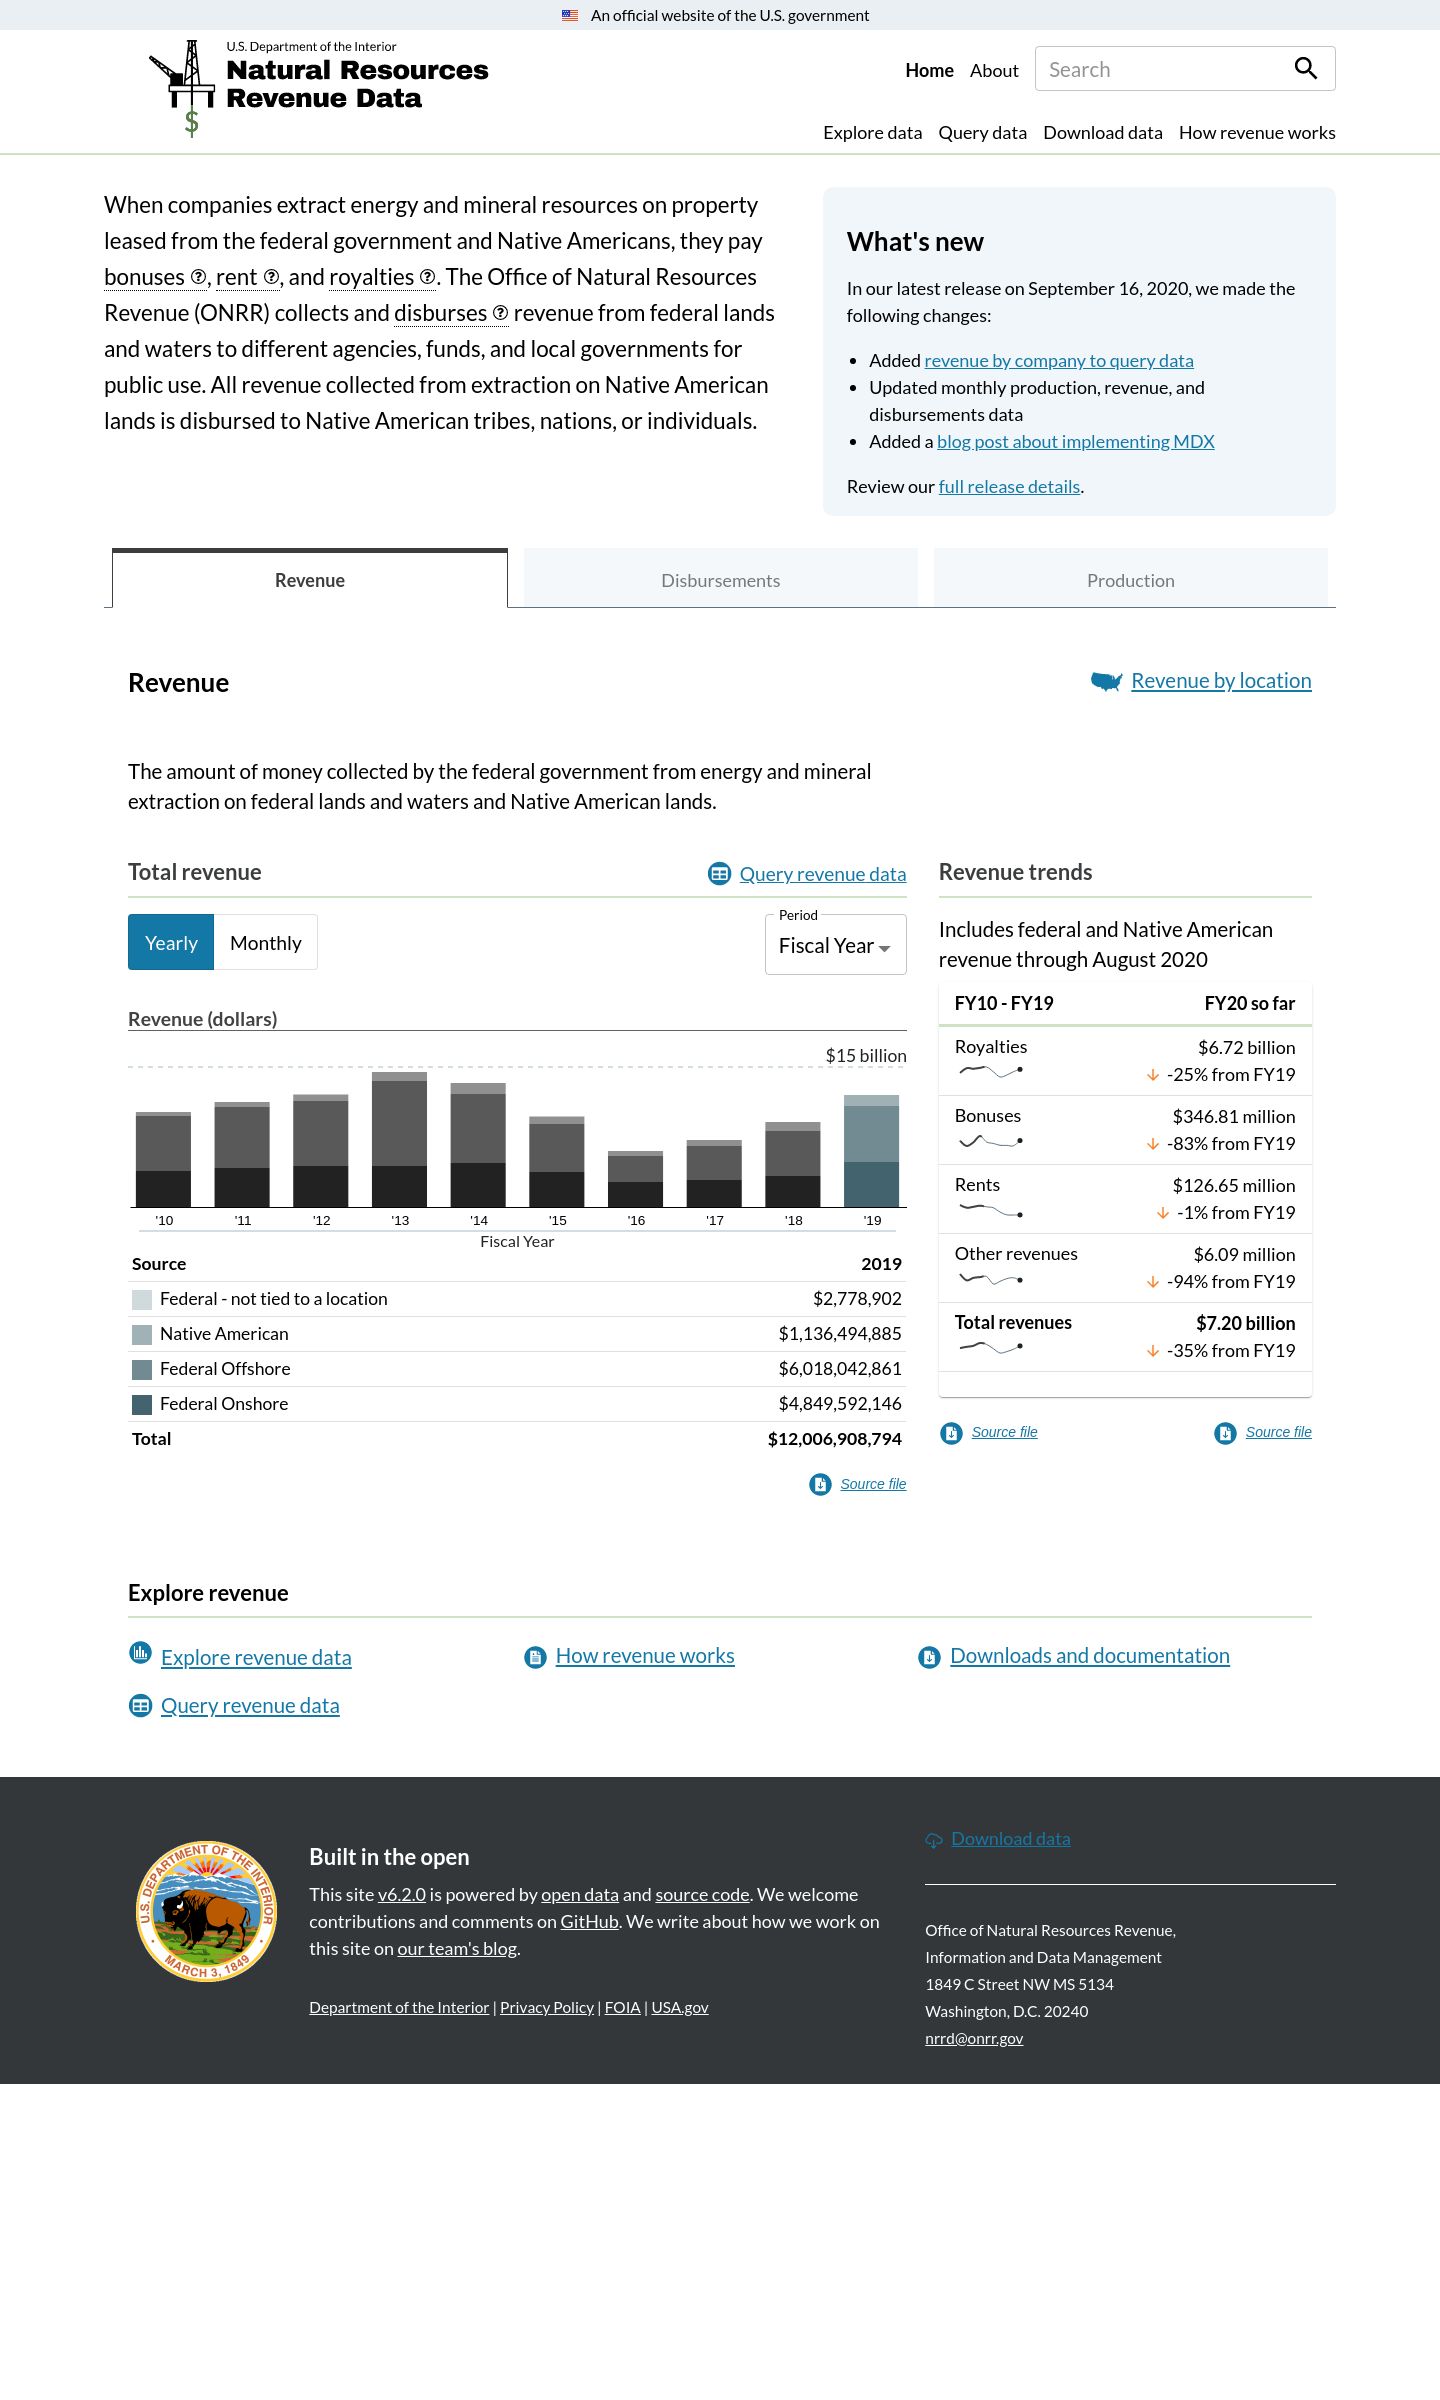 An official website of the U.S. government
U.S. Department of the Interior
Natural Resources
Revenue Data
$
Home About Search
Explore data Query data Download data How revenue works
When companies extract energy and mineral resources on property
leased from the federal government and Native Americans, they pay
bonuses ?, rent ?, and royalties ?. The Office of Natural Resources
Revenue (ONRR) collects and disburses ? revenue from federal lands
and waters to different agencies, funds, and local governments for
public use. All revenue collected from extraction on Native American
lands is disbursed to Native American tribes, nations, or individuals.
What's new
In our latest release on September 16, 2020, we made the
following changes:
• Added revenue by company to query data
• Updated monthly production, revenue, and
disbursements data
• Added a blog post about implementing MDX
Review our full release details.
Revenue Disbursements Production
Revenue
Revenue by location
The amount of money collected by the federal government from energy and mineral
extraction on federal lands and waters and Native American lands.
Total revenue
Query revenue data
Yearly Monthly
Period
Fiscal Year
Revenue (dollars)
$15 billion
'10 '11 '12 '13 '14 '15 '16 '17 '18 '19
Fiscal Year
Source 2019
Federal - not tied to a location $2,778,902
Native American $1,136,494,885
Federal Offshore $6,018,042,861
Federal Onshore $4,849,592,146
Total $12,006,908,794
Source file
Revenue trends
Includes federal and Native American
revenue through August 2020
FY10 - FY19 FY20 so far
Royalties $6.72 billion
-25% from FY19
Bonuses $346.81 million
-83% from FY19
Rents $126.65 million
-1% from FY19
Other revenues $6.09 million
-94% from FY19
Total revenues $7.20 billion
-35% from FY19
Source file Source file
Explore revenue
Explore revenue data How revenue works Downloads and documentation
Query revenue data
U.S. DEPARTMENT OF THE INTERIOR
MARCH 3, 1849
Built in the open
This site v6.2.0 is powered by open data and source code. We welcome
contributions and comments on GitHub. We write about how we work on
this site on our team's blog.
Department of the Interior | Privacy Policy | FOIA | USA.gov
Download data
Office of Natural Resources Revenue,
Information and Data Management
1849 C Street NW MS 5134
Washington, D.C. 20240
nrrd@onrr.gov